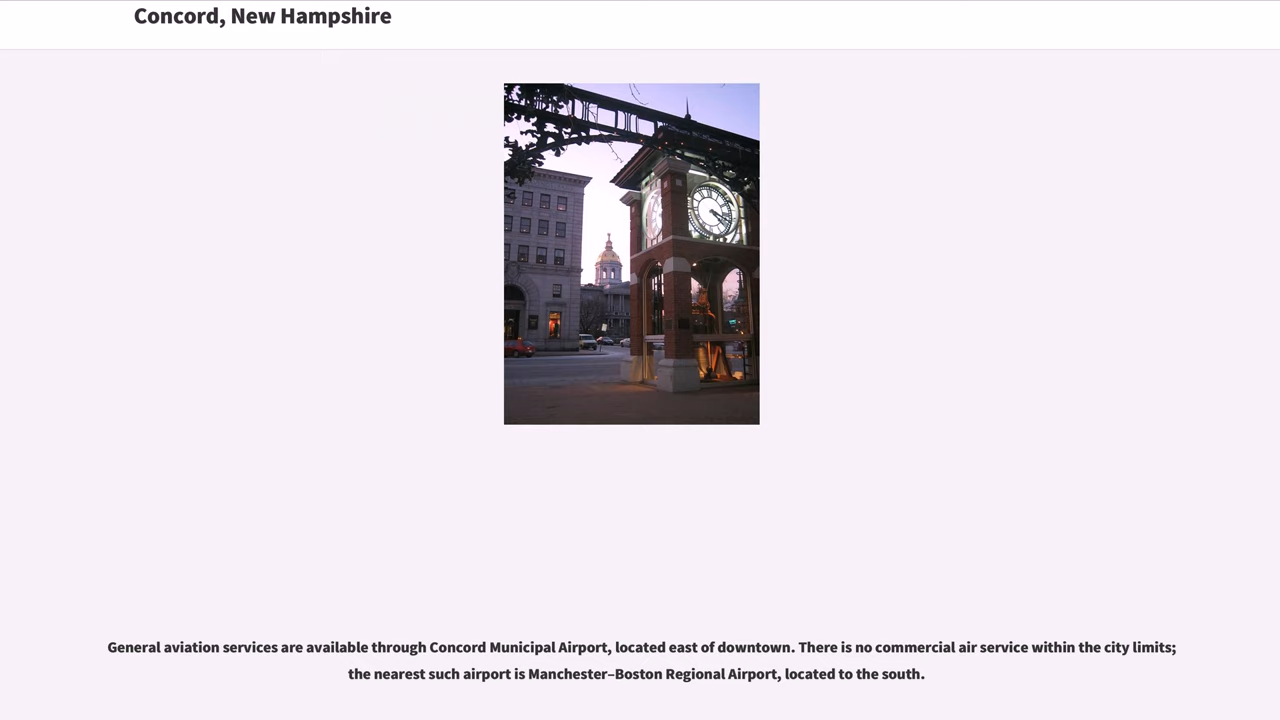 Concord, New Hampshire
General aviation services are available through Concord Municipal Airport, located east of downtown. There is no commercial air service within the city limits;
the nearest such airport is Manchester–Boston Regional Airport, located to the south.